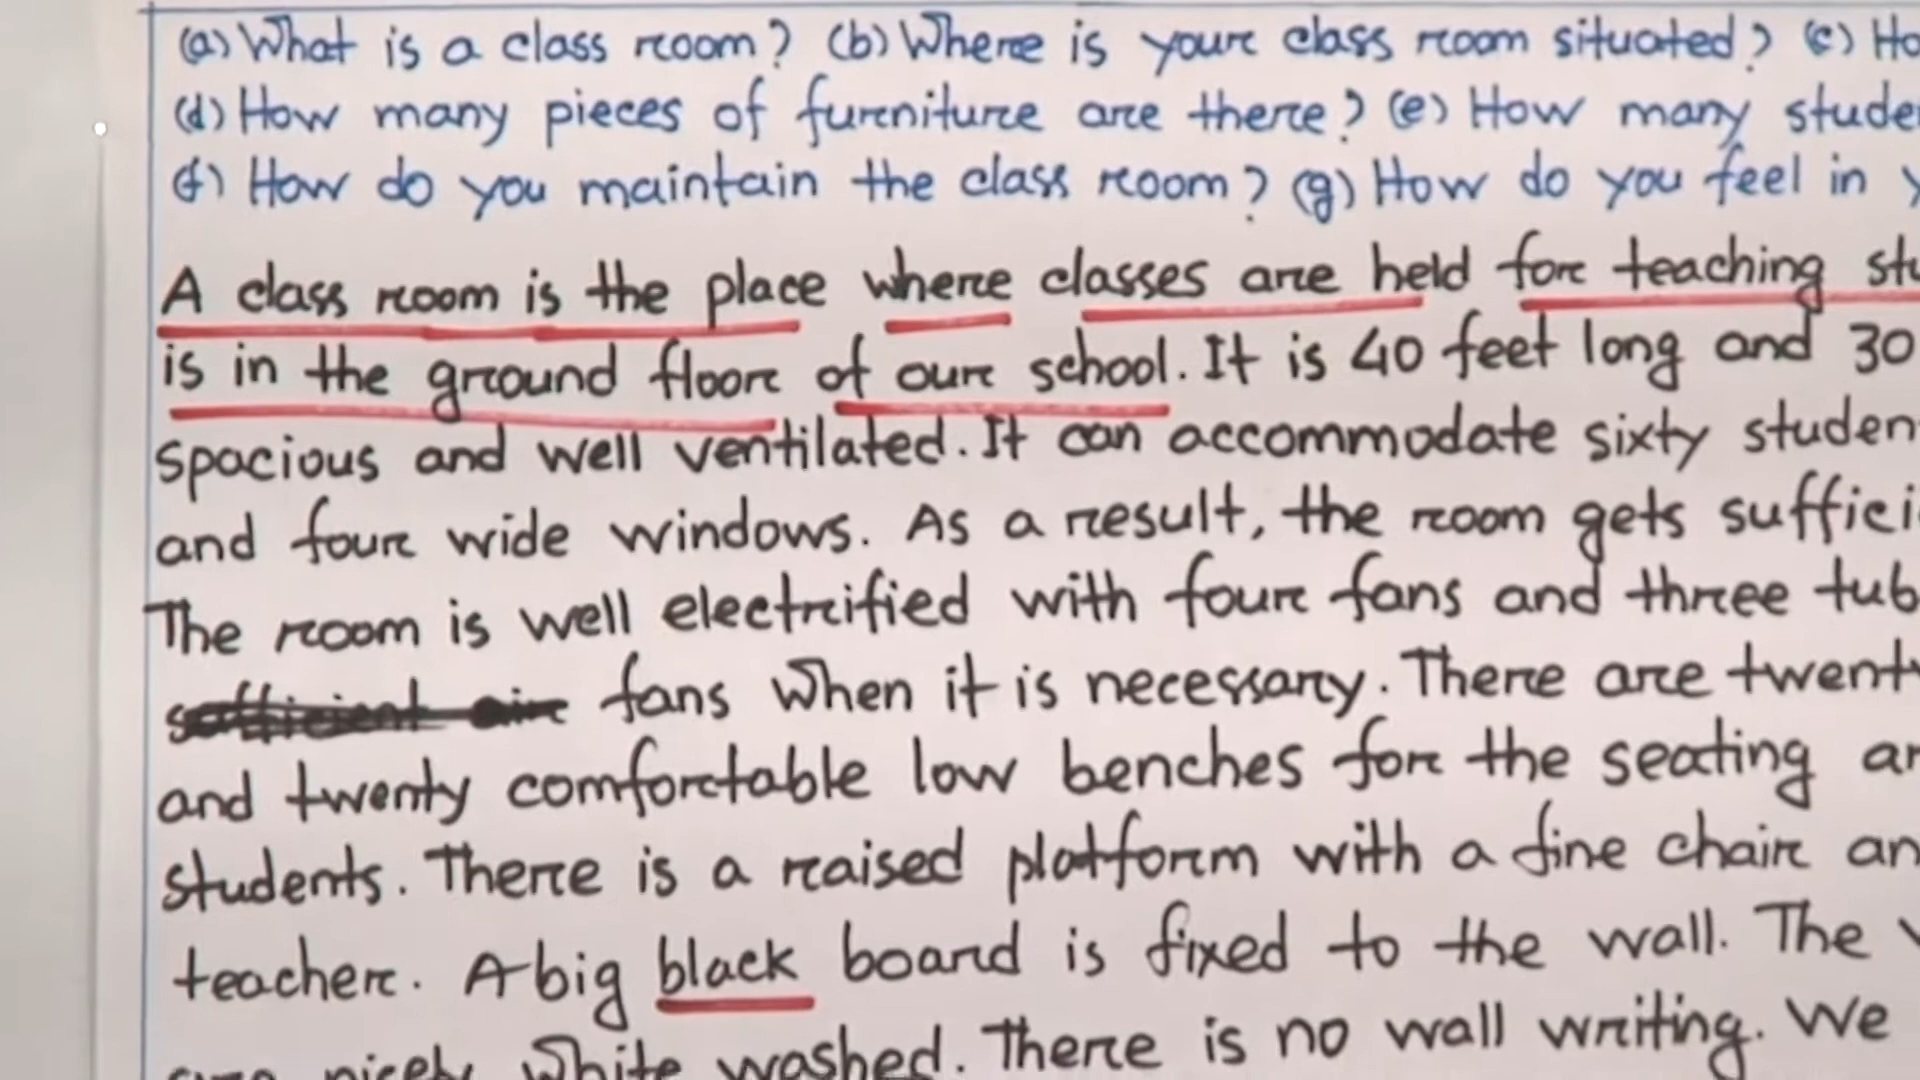 (a) What is a class room? (b) Where is your class room situated? (c) Ho
(d) How many pieces of furniture are there? (e) How many stude
(f) How do you maintain the class room? (g) How do you feel in y
A class room is the place where classes are held for teaching stu
is in the ground floor of our school. It is 40 feet long and 30
spacious and well ventilated. It can accommodate sixty studen
and four wide windows. As a result, the room gets suffici
The room is well electrified with four fans and three tub
sufficient air fans when it is necessary. There are twenty
and twenty comfortable low benches for the seating ar
students. There is a raised platform with a fine chair an
teacher. A big black board is fixed to the wall. The
nicely white washed. There is no wall writing. We